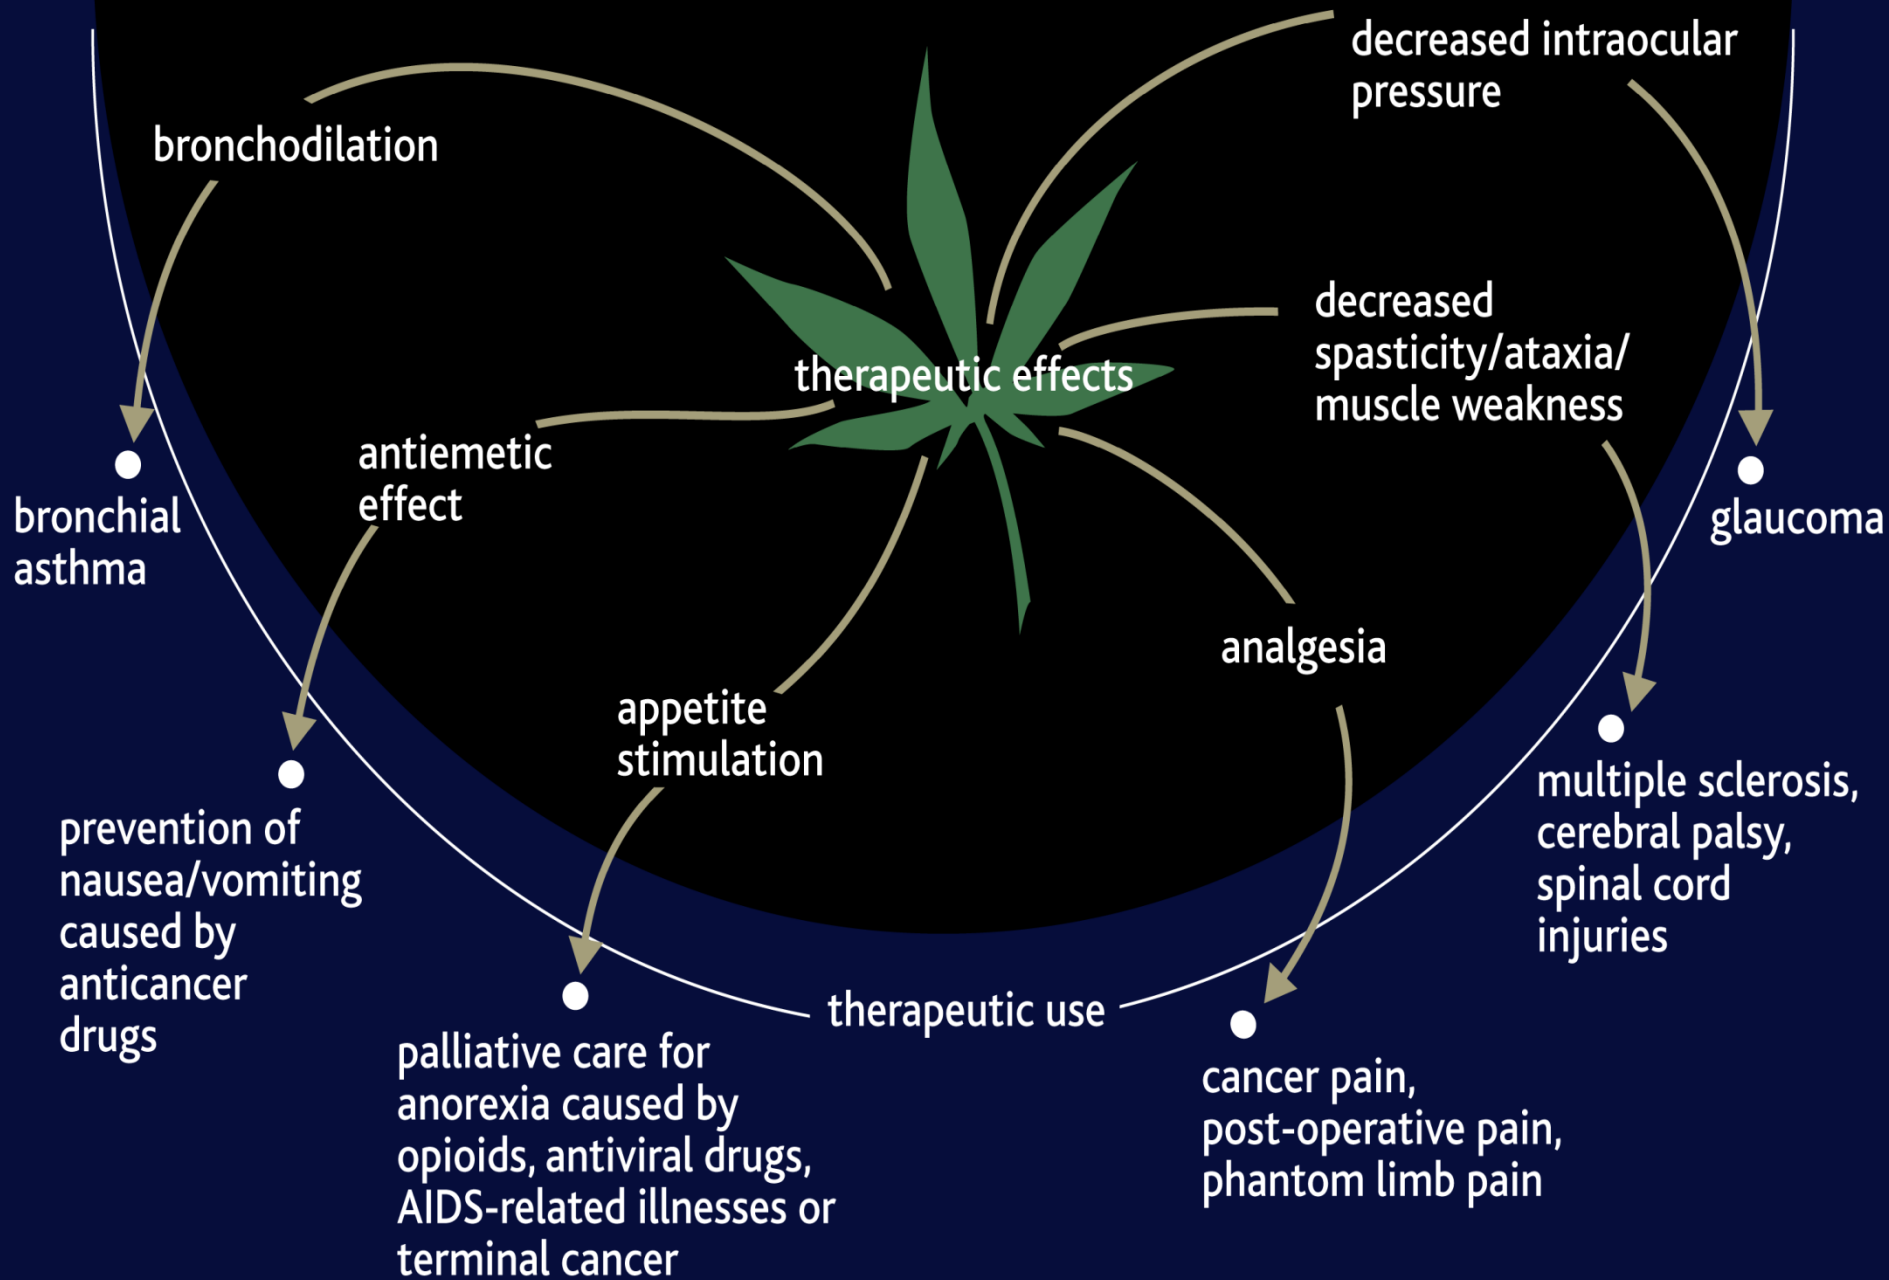 decreased intraocular
pressure
bronchodilation
decreased
spasticity/ataxia/
muscle weakness
therapeutic effects
antiemetic
effect
bronchial
asthma
glaucoma
analgesia
appetite
stimulation
multiple sclerosis,
cerebral palsy,
spinal cord
injuries
prevention of
nausea/vomiting
caused by
anticancer
drugs
therapeutic use
palliative care for
anorexia caused by
opioids, antiviral drugs,
AIDS-related illnesses or
terminal cancer
cancer pain,
post-operative pain,
phantom limb pain